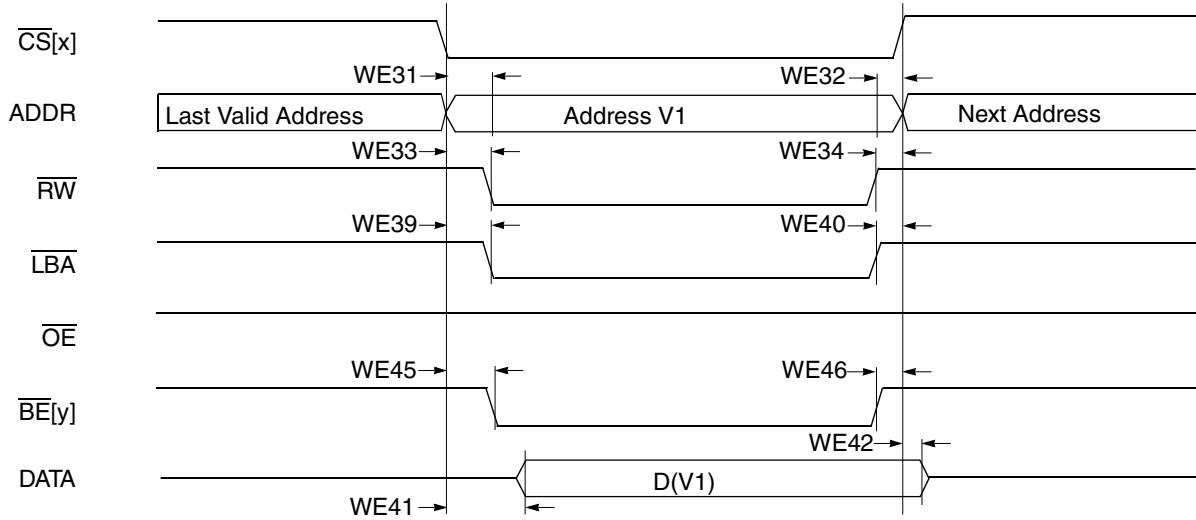 CS[x]
WE31
WE32
ADDR
Last Valid Address
Address V1
Next Address
WE33
WE34
RW
WE39
WE40
LBA
OE
WE45
WE46
BE[y]
WE42
DATA
D(V1)
WE41